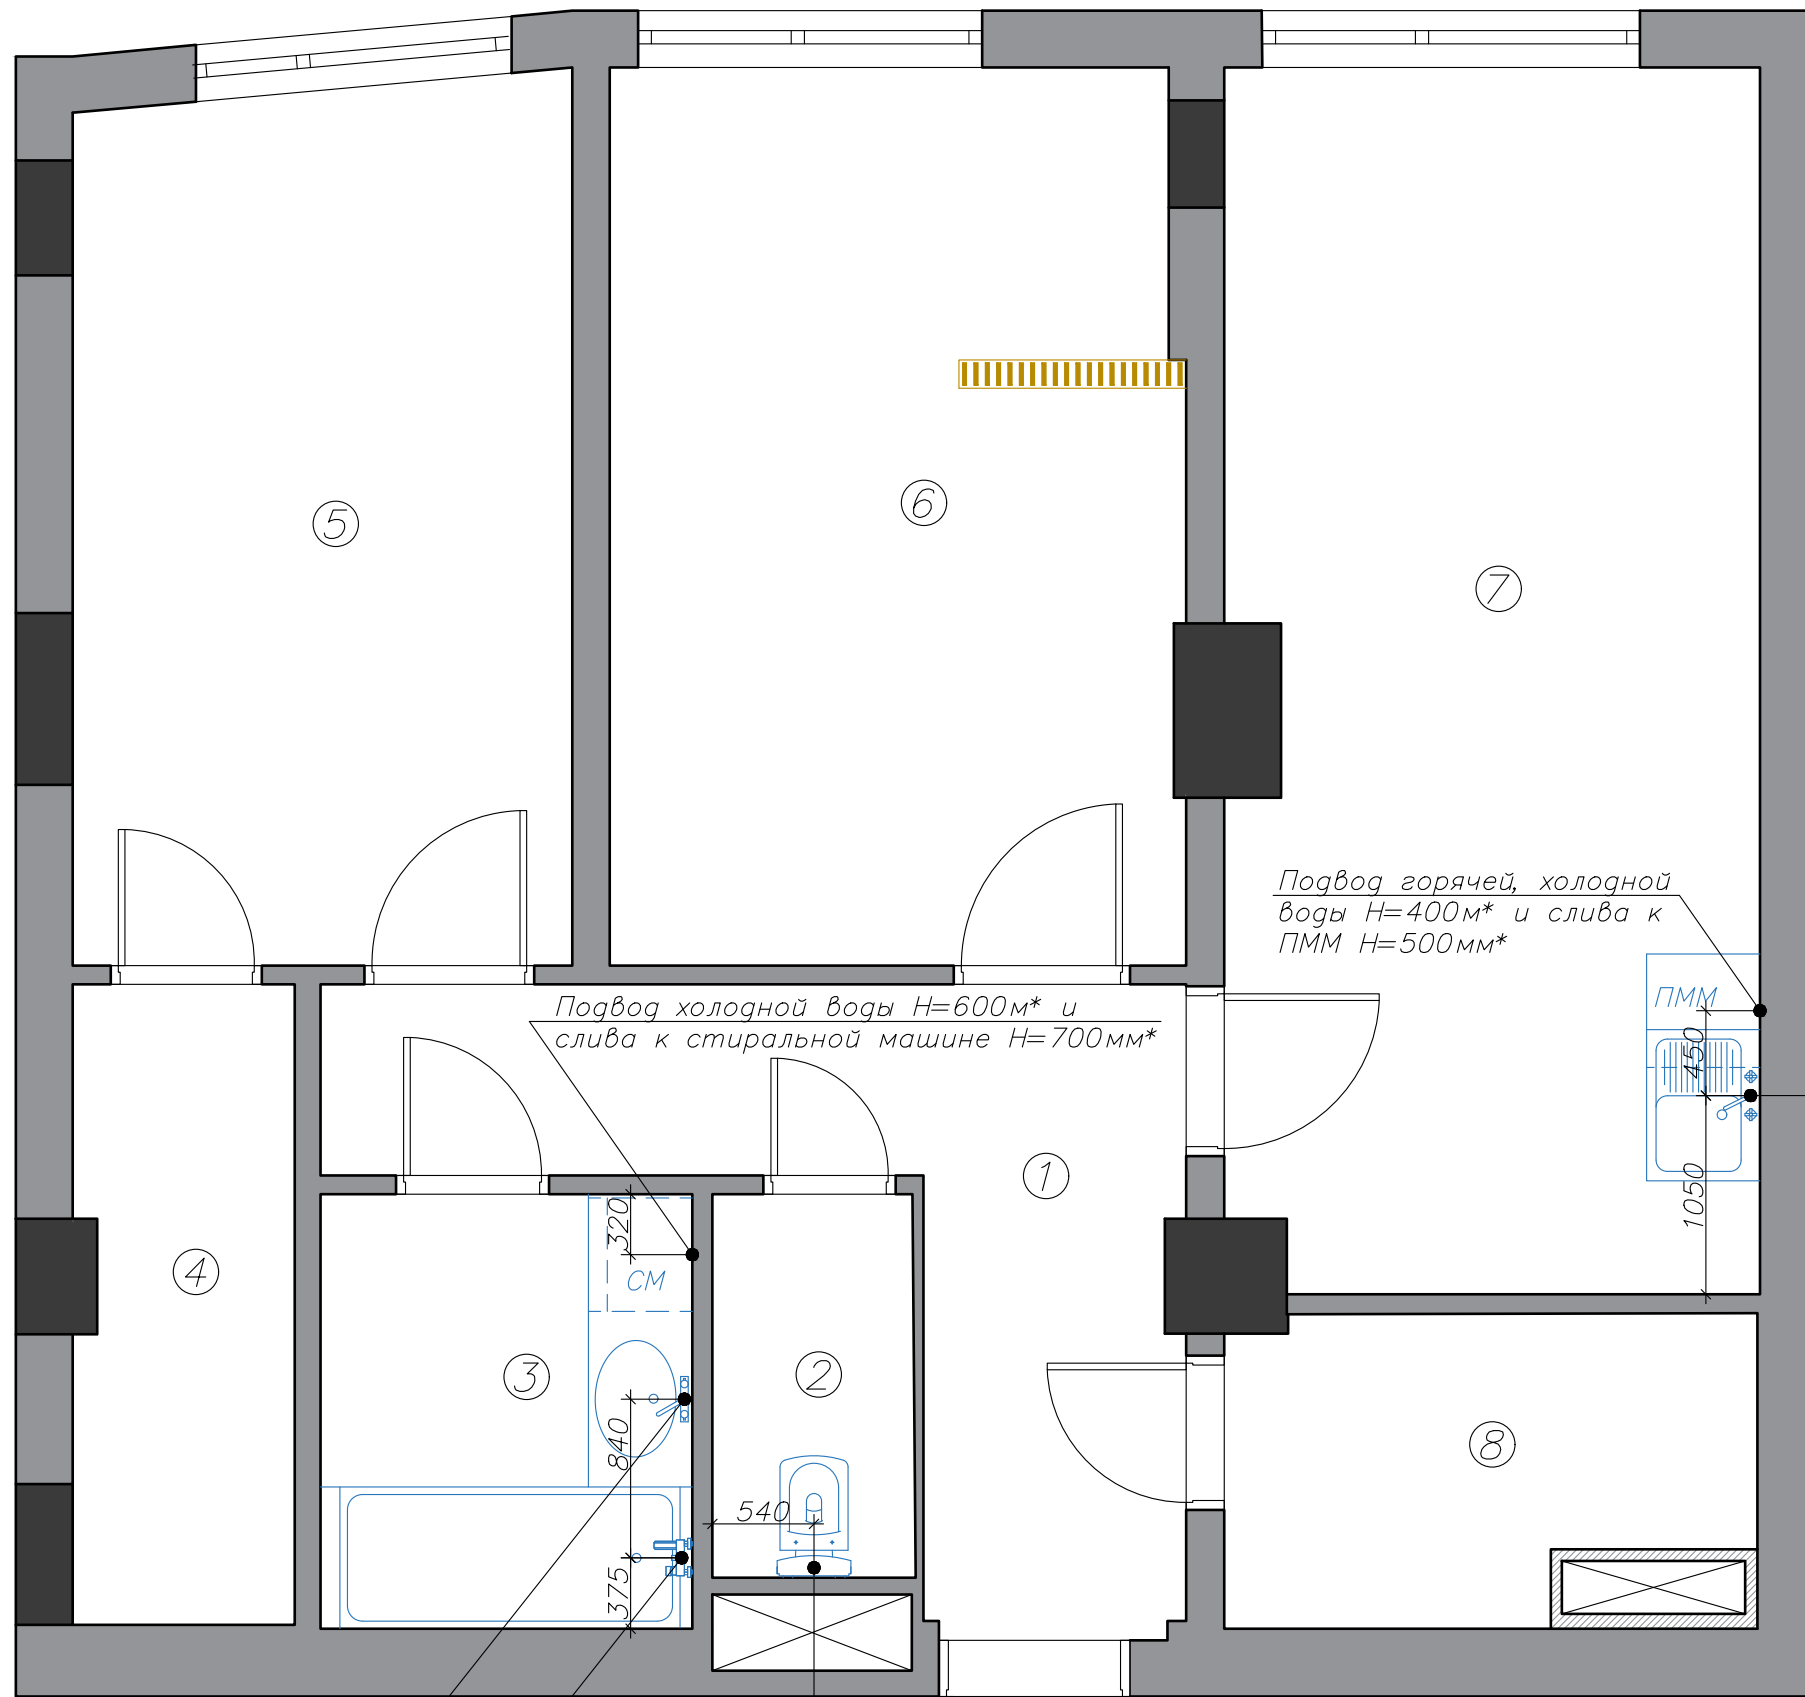 5
6
7
Подвод горячей, холодной
воды Н=400м* и слива к
ПММ Н=500мм*
ПММ
450
1050
Подвод холодной воды Н=600м* и
слива к стиральной машине Н=700мм*
1
320
СМ
4
3
2
840
8
540
375